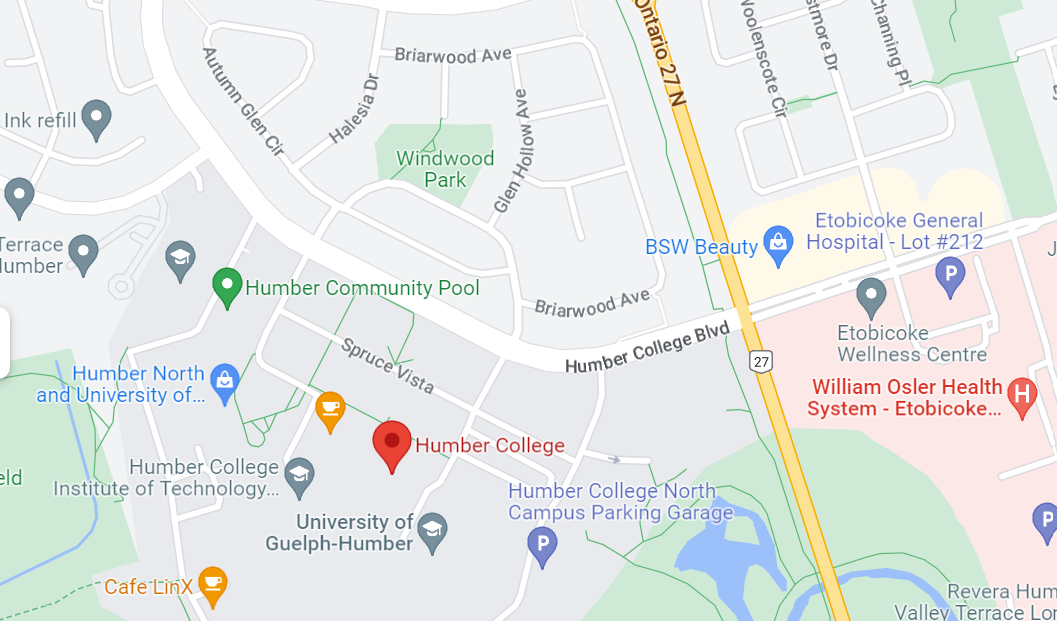 Ontario 27 N
Channing Pl
Briarwood Ave
Autumn Glen Cir
Halesia Dr
Glen Hollow Ave
Ink refill
Windwood
Park
Etobicoke General
Hospital - Lot #212
BSW Beauty
Terrace
Humber Community Pool
Briarwood Ave
Humber College Blvd
Etobicoke
Wellness Centre
27
Spruce Vista
Humber North
and University of...
William Osler Health
System - Etobicoke...
H
Humber College
Humber College
Institute of Technology...
Humber College North
Campus Parking Garage
University of
Guelph-Humber
P
P
P
Cafe LinX
Revera Hum
Valley Terrace Lo